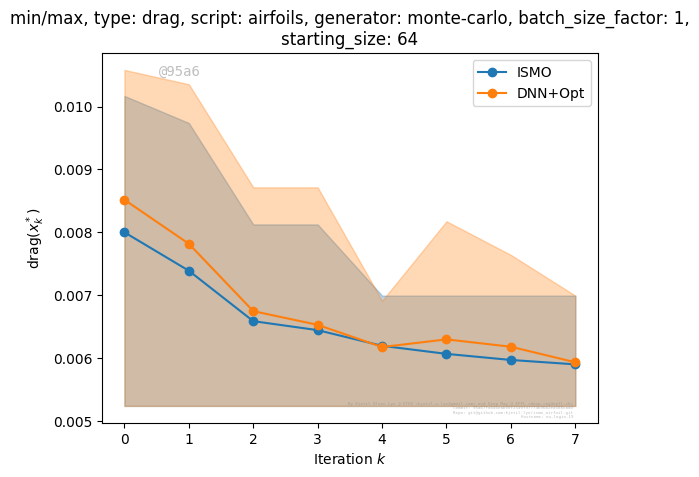 min/max, type: drag, script: airfoils, generator: monte-carlo, batch_size_factor: 1,
starting_size: 64
@95a6
ISMO
DNN+Opt
0.010
0.009
0.008
0.007
0.006
0.005
drag(x*k)
0 1 2 3 4 5 6 7
Iteration k